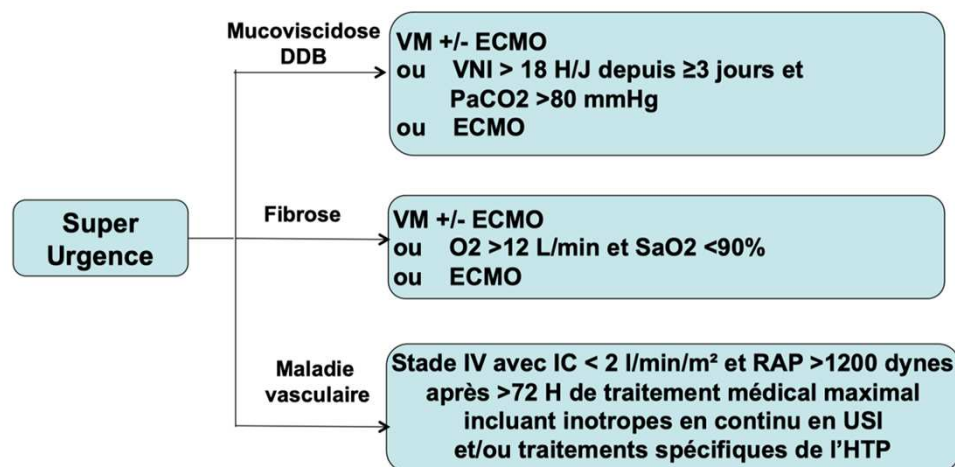 Mucoviscidose
DDB
VM +/- ECMO
ou VNI > 18 H/J depuis ≥3 jours et
PaCO2 >80 mmHg
ou ECMO
Super
Urgence
Fibrose
VM +/- ECMO
ou O2 >12 L/min et SaO2 <90%
ou ECMO
Maladie
vasculaire
Stade IV avec IC < 2 l/min/m² et RAP >1200 dynes
après >72 H de traitement médical maximal
incluant inotropes en continu en USI
et/ou traitements spécifiques de l’HTP